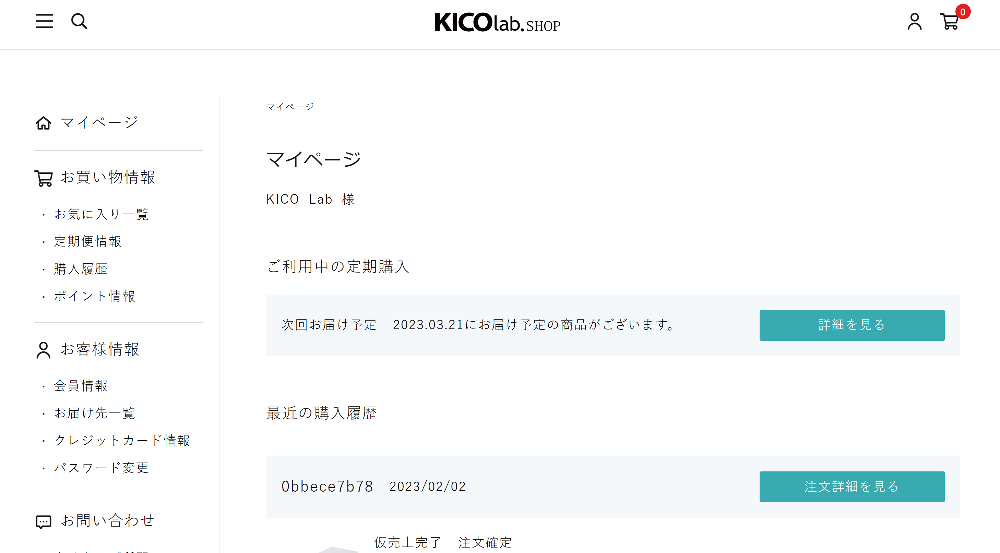 KICOlab.SHOP
0
マイページ
お買い物情報
・ お気に入り一覧
・ 定期便情報
・ 購入履歴
・ ポイント情報
お客様情報
・ 会員情報
・ お届け先一覧
・ クレジットカード情報
・ パスワード変更
お問い合わせ
マイページ
マイページ
KICO Lab 様
ご利用中の定期購入
次回お届け予定 2023.03.21にお届け予定の商品がございます。
詳細を見る
最近の購入履歴
0bbece7b78 2023/02/02
注文詳細を見る
仮売上完了 注文確定